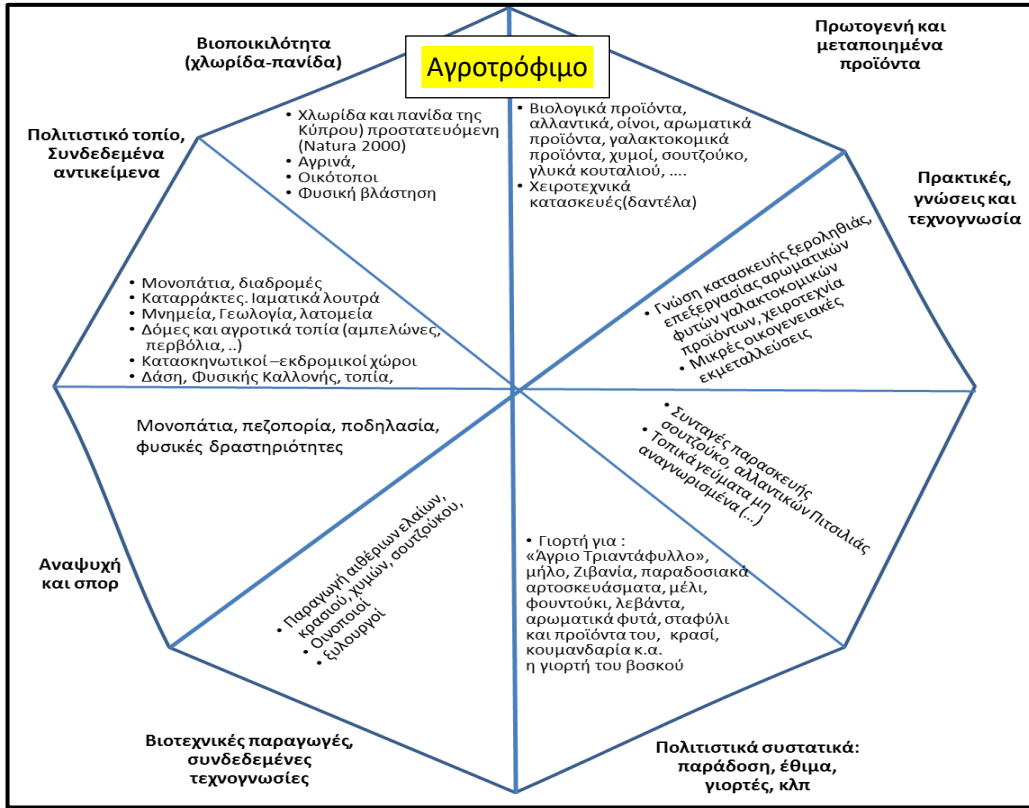 Αγροτρόφιμο
Βιοποικιλότητα
(χλωρίδα-πανίδα)
• Χλωρίδα και πανίδα της
Κύπρου) προστατευόμενη
(Natura 2000)
• Αγρινά,
• Οικότοποι
• Φυσική βλάστηση
Πρωτογενή και
μεταποιημένα
προϊόντα
• Βιολογικά προϊόντα,
αλλαντικά, οίνοι, αρωματικά
προϊόντα, γαλακτοκομικά
προϊόντα, χυμοί, σουτζούκο,
γλυκά κουταλιού, ....
• Χειροτεχνικά
κατασκευές(δαντέλα)
Πρακτικές,
γνώσεις και
τεχνογνωσία
• Γνώση κατασκευής ξερολιθιάς,
επεξεργασίας αρωματικών
φυτών γαλακτοκομικών
προϊόντων, χειροτεχνία
• Μικρές οικογενειακές
εκμεταλλεύσεις
• Συνταγές παρασκευής
σουτζούκο, αλλαντικών Πιτσιλιάς
• Τοπικά γεύματα μη
αναγνωρισμένα (...)
Πολιτιστικά συστατικά:
παράδοση, έθιμα,
γιορτές, κλπ
• Γιορτή για :
«Άγριο Τριαντάφυλλο»,
μήλο, Ζιβανία, παραδοσιακά
αρτοσκευάσματα, μέλι,
φουντούκι, λεβάντα,
αρωματικά φυτά, σταφύλι
και προϊόντα του, κρασί,
κουμανδαρία κ.α.
η γιορτή του βοσκού
Βιοτεχνικές παραγωγές,
συνδεδεμένες
τεχνογνωσίες
• Παραγωγή αιθέριων ελαίων,
κρασιού, χυμών, σουτζούκου,
• Οινοποιοί
• ξυλουργοί
Αναψυχή
και σπορ
Μονοπάτια, πεζοπορία, ποδηλασία,
φυσικές δραστηριότητες
Πολιτιστικό τοπίο,
Συνδεδεμένα
αντικείμενα
• Μονοπάτια, διαδρομές
• Καταρράκτες. Ιαματικά λουτρά
• Μνημεία, Γεωλογία, λατομεία
• Δόμες και αγροτικά τοπία (αμπελώνες,
περβόλια, ..)
• Κατασκηνωτικοί –εκδρομικοί χώροι
• Δάση, Φυσικής Καλλονής, τοπία,